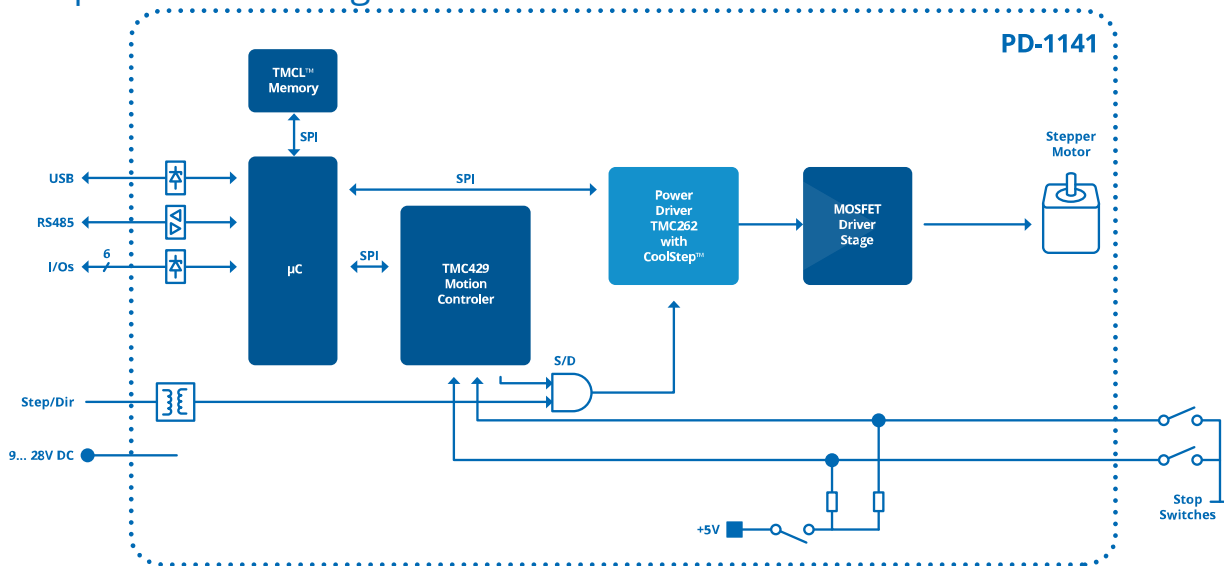 PD-1141
TMCL™
Memory
SPI
Stepper
Motor
USB
SPI
RS485
I/Os
6
µC
SPI
TMC429
Motion
Controler
Power
Driver
TMC262
with
CoolStep™
MOSFET
Driver
Stage
S/D
Step/Dir
9... 28V DC
Stop
Switches
+5V